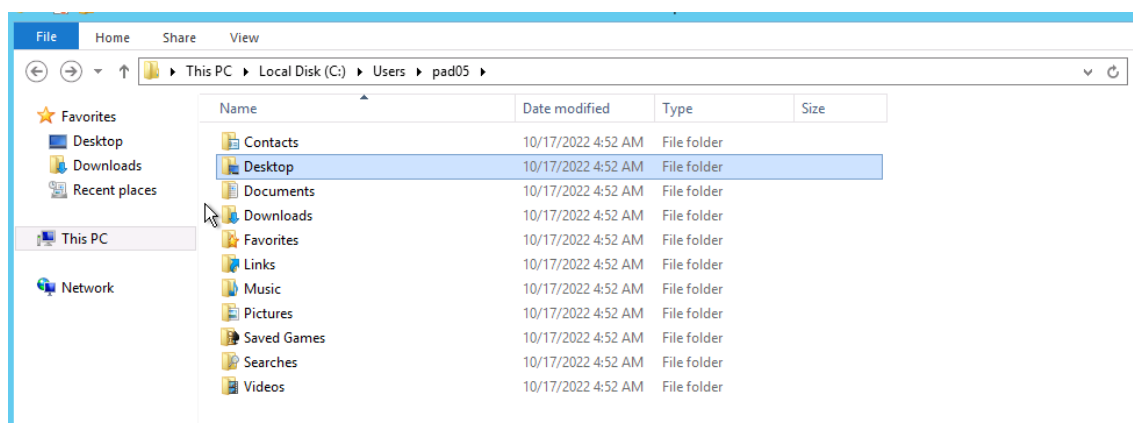 File Home Share View
This PC Local Disk (C:) Users pad05
Name Date modified Type Size
Favorites
Desktop
Downloads
Recent places
This PC
Network
Contacts 10/17/2022 4:52 AM File folder
Desktop 10/17/2022 4:52 AM File folder
Documents 10/17/2022 4:52 AM File folder
Downloads 10/17/2022 4:52 AM File folder
Favorites 10/17/2022 4:52 AM File folder
Links 10/17/2022 4:52 AM File folder
Music 10/17/2022 4:52 AM File folder
Pictures 10/17/2022 4:52 AM File folder
Saved Games 10/17/2022 4:52 AM File folder
Searches 10/17/2022 4:52 AM File folder
Videos 10/17/2022 4:52 AM File folder